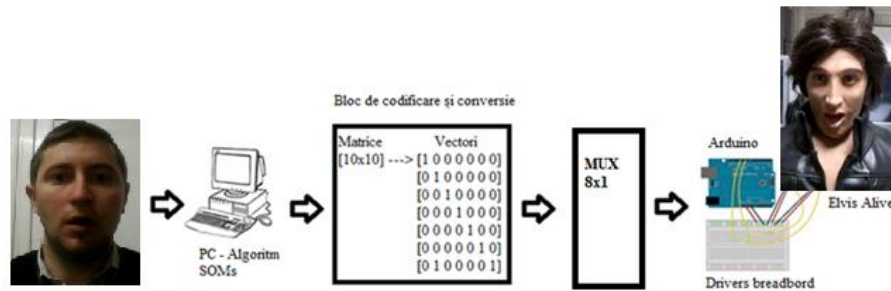 Bloc de codificare și conversie
Matrice Vectori
[10x10] ---> [1 0 0 0 0 0 0]
[0 1 0 0 0 0 0]
[0 0 1 0 0 0 0]
[0 0 0 1 0 0 0]
[0 0 0 0 1 0 0]
[0 0 0 0 0 1 0]
[0 1 0 0 0 0 1]
PC - Algoritm
SOMs
MUX
8x1
Arduino
Elvis Alive
Drivers breadbord